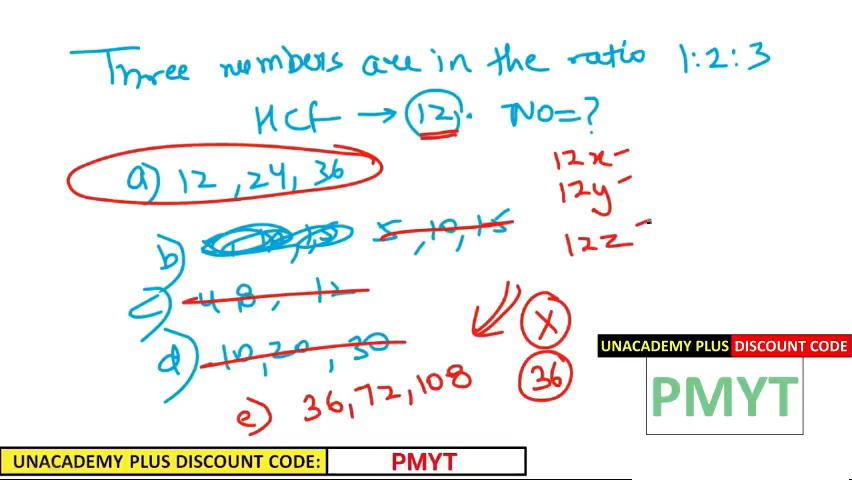 Three numbers are in the ratio 1:2:3
HCF → 12. NO=?
a) 12, 24, 36
12x
12y
12z
b) 5, 10, 15
c) 4, 8, 12
d) 10, 20, 30
e) 36, 72, 108
X
36
UNACADEMY PLUS DISCOUNT CODE
PMYT
UNACADEMY PLUS DISCOUNT CODE: PMYT